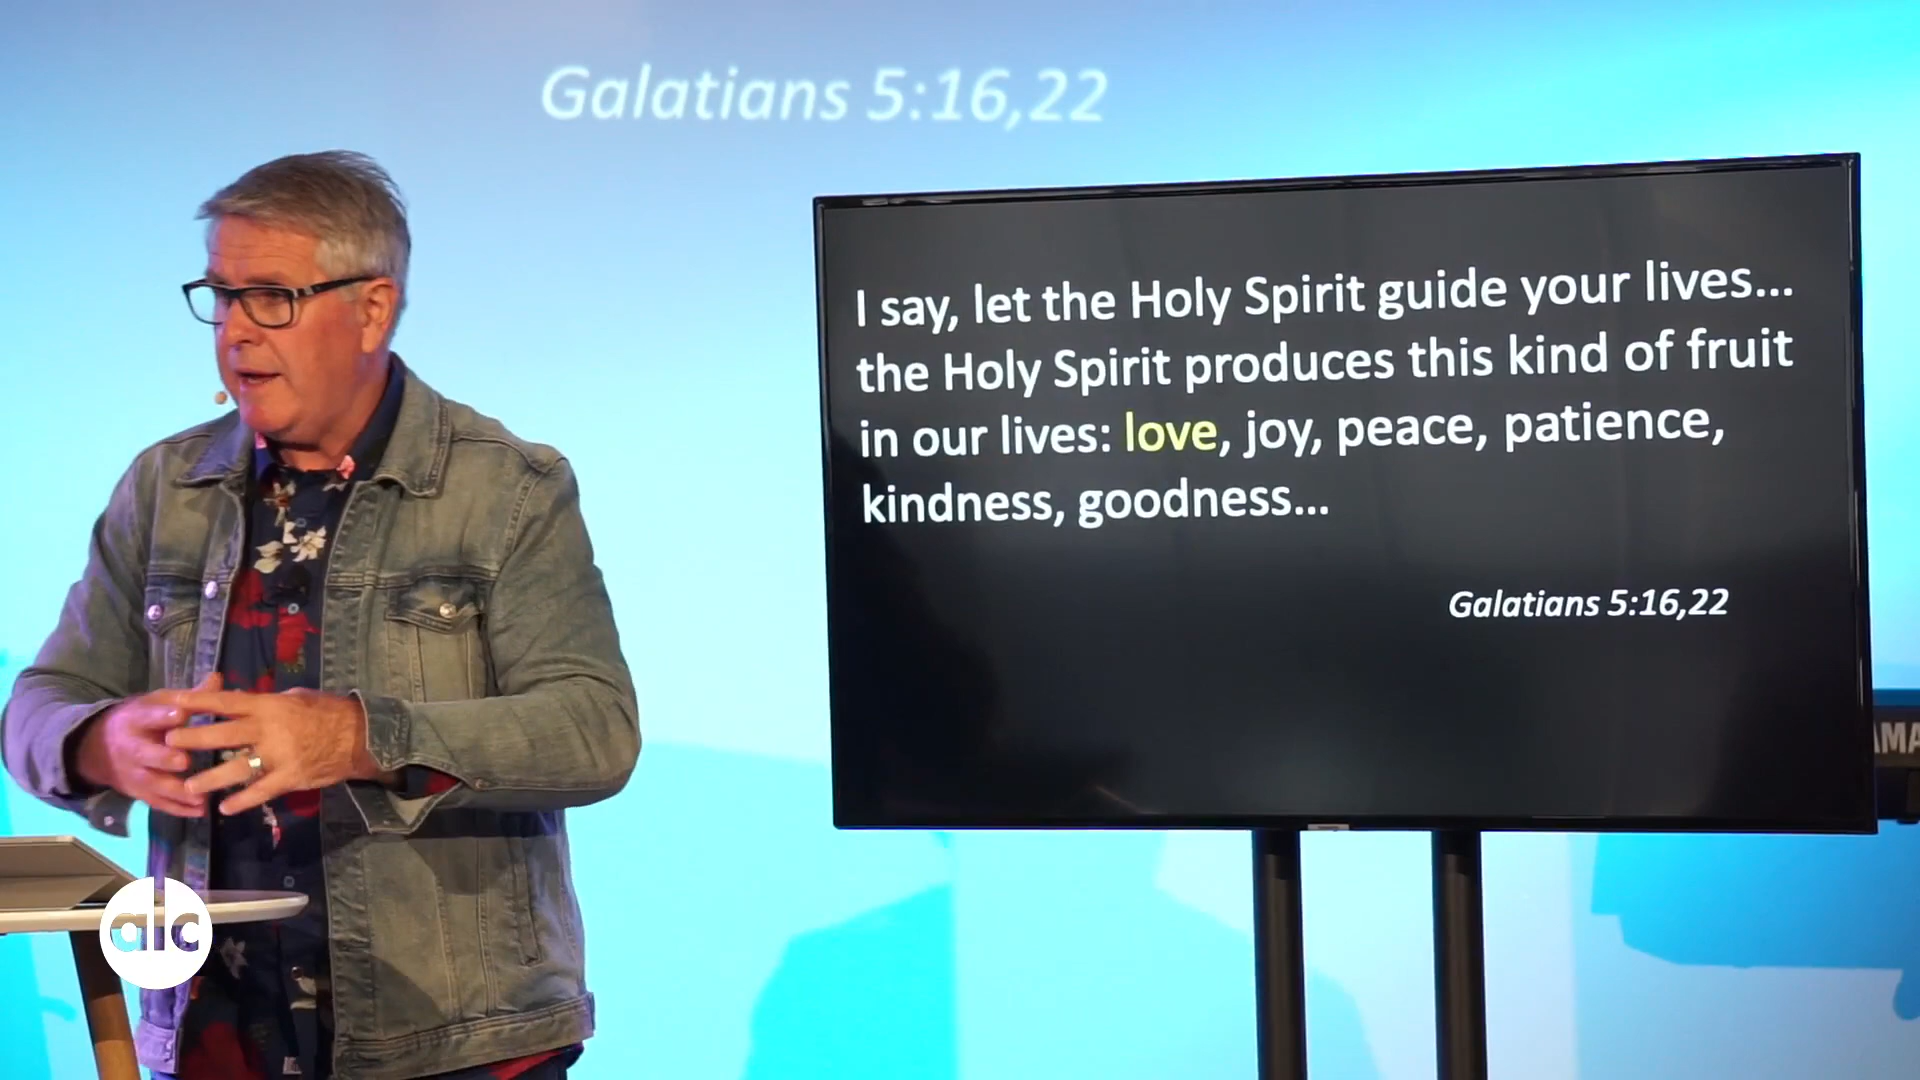 Galatians 5:16,22
I say, let the Holy Spirit guide your lives...
the Holy Spirit produces this kind of fruit
in our lives: love, joy, peace, patience,
kindness, goodness...
Galatians 5:16,22
AMA
alc